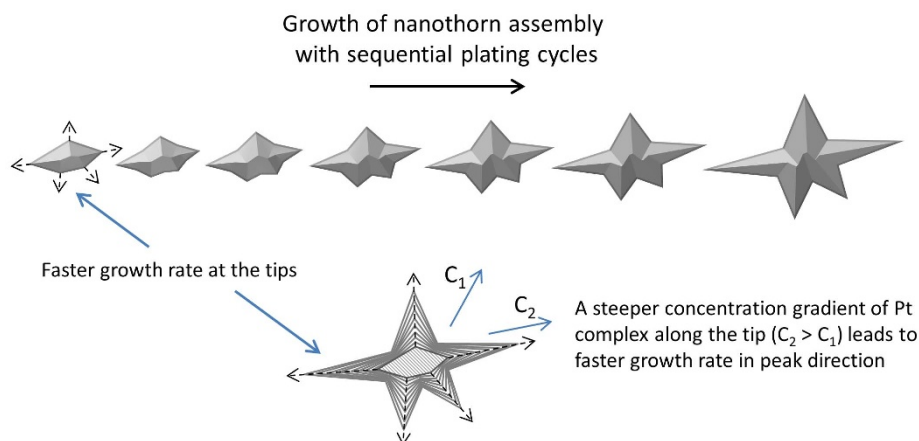 Growth of nanothorn assembly
with sequential plating cycles
Faster growth rate at the tips
C₁
C₂
A steeper concentration gradient of Pt
complex along the tip (C₂ > C₁) leads to
faster growth rate in peak direction